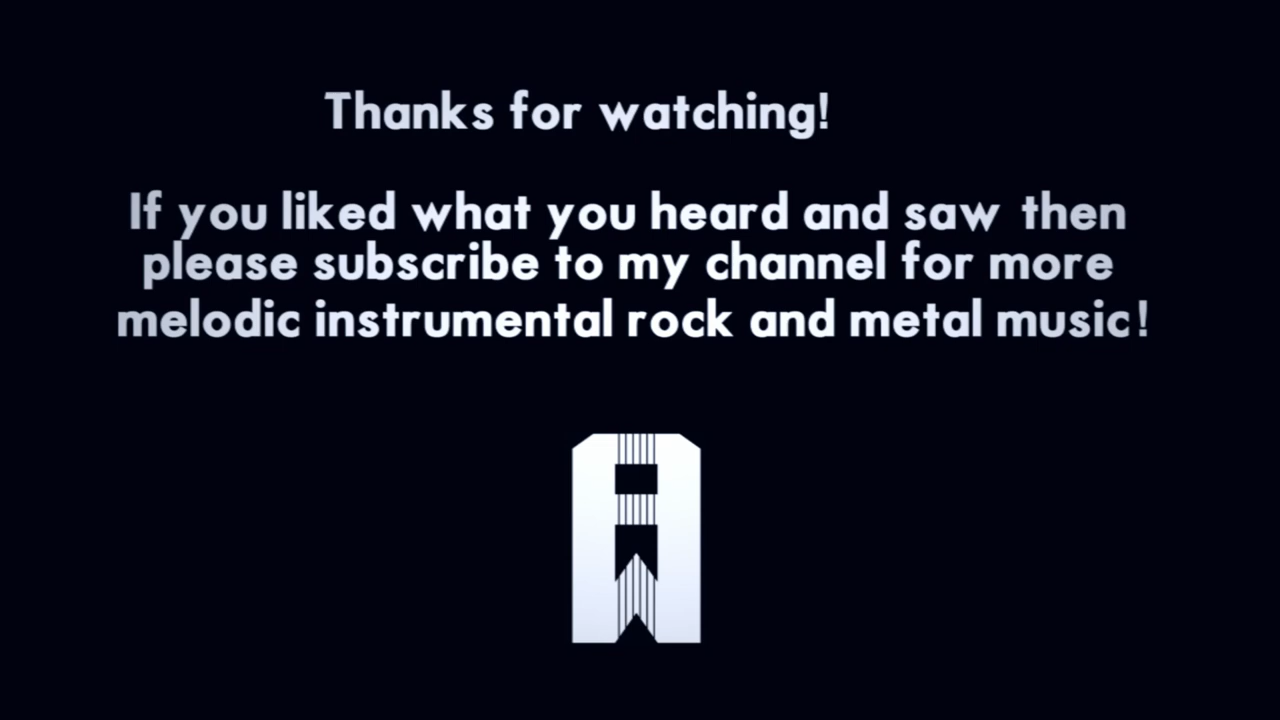 Thanks for watching!
If you liked what you heard and saw then
please subscribe to my channel for more
melodic instrumental rock and metal music!